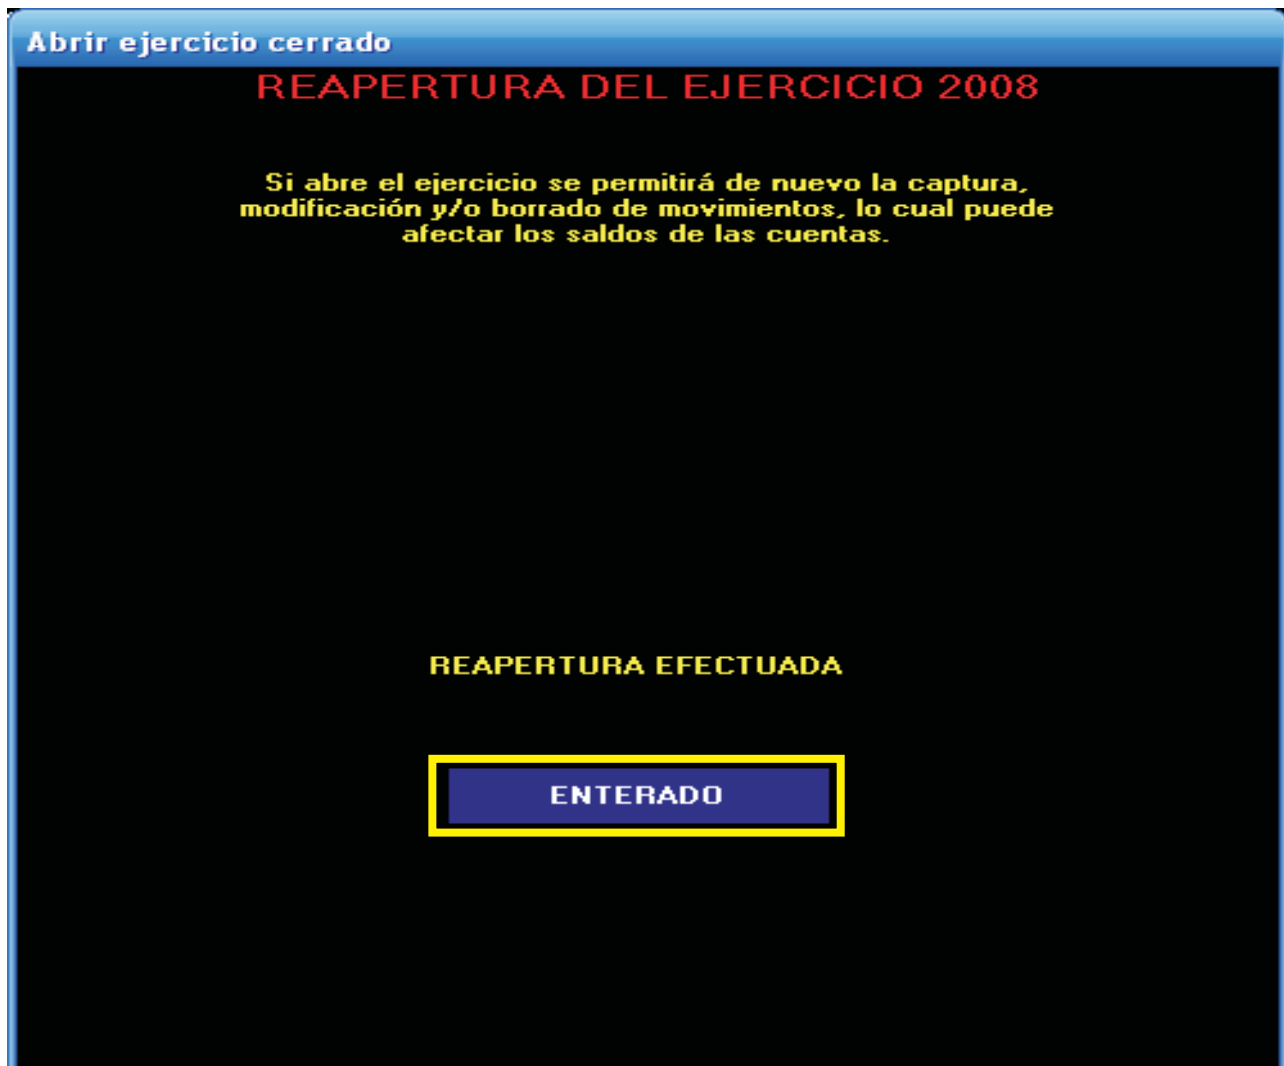 Abrir ejercicio cerrado
REAPERTURA DEL EJERCICIO 2008
Si abre el ejercicio se permitirá de nuevo la captura,
modificación y/o borrado de movimientos, lo cual puede
afectar los saldos de las cuentas.
REAPERTURA EFECTUADA
ENTERADO